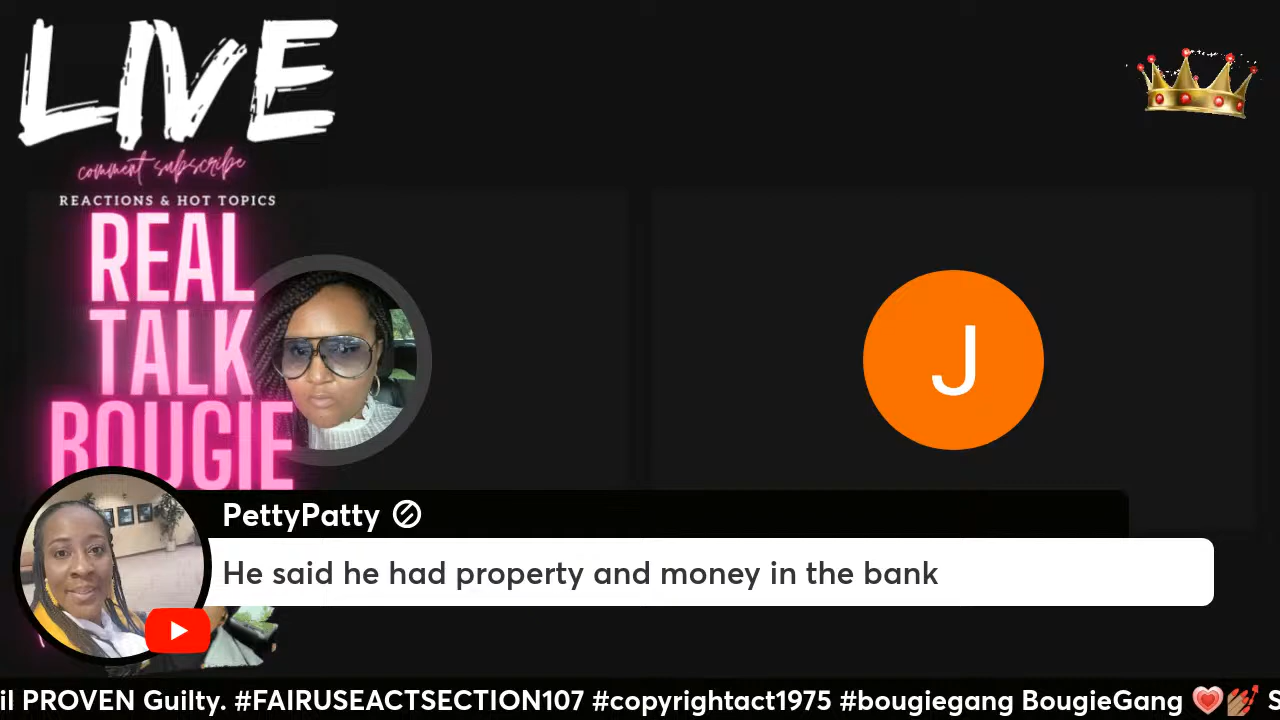 LIVE
comment subscribe
REACTIONS & HOT TOPICS
REAL
TALK
BOUGIE
J
PettyPatty
He said he had property and money in the bank
il PROVEN Guilty. #FAIRUSEACTSECTION107 #copyrightact1975 #bougiegang BougieGang 💗💅🏽 S